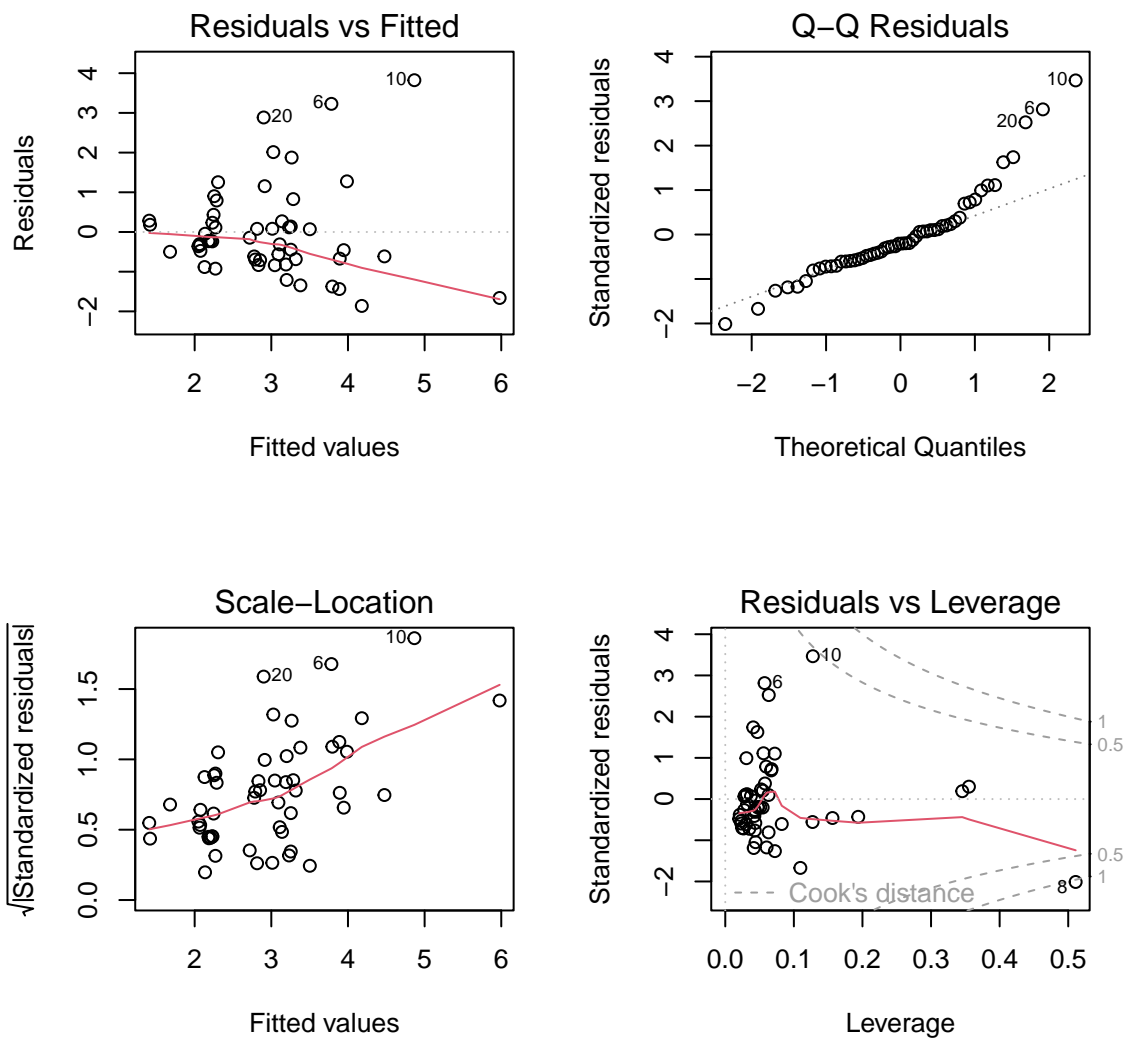 Residuals vs Fitted
Residuals
4
3
2
1
0
−2
10
6
20
2 3 4 5 6
Fitted values
Q−Q Residuals
Standardized residuals
4
3
2
1
0
−2
10
6
20
−2 −1 0 1 2
Theoretical Quantiles
Scale−Location
√|Standardized residuals|
1.5
1.0
0.5
0.0
10
6
20
2 3 4 5 6
Fitted values
Residuals vs Leverage
Standardized residuals
4
3
2
1
0
−2
10
6
8
1
0.5
0.5
1
Cook's distance
0.0 0.1 0.2 0.3 0.4 0.5
Leverage